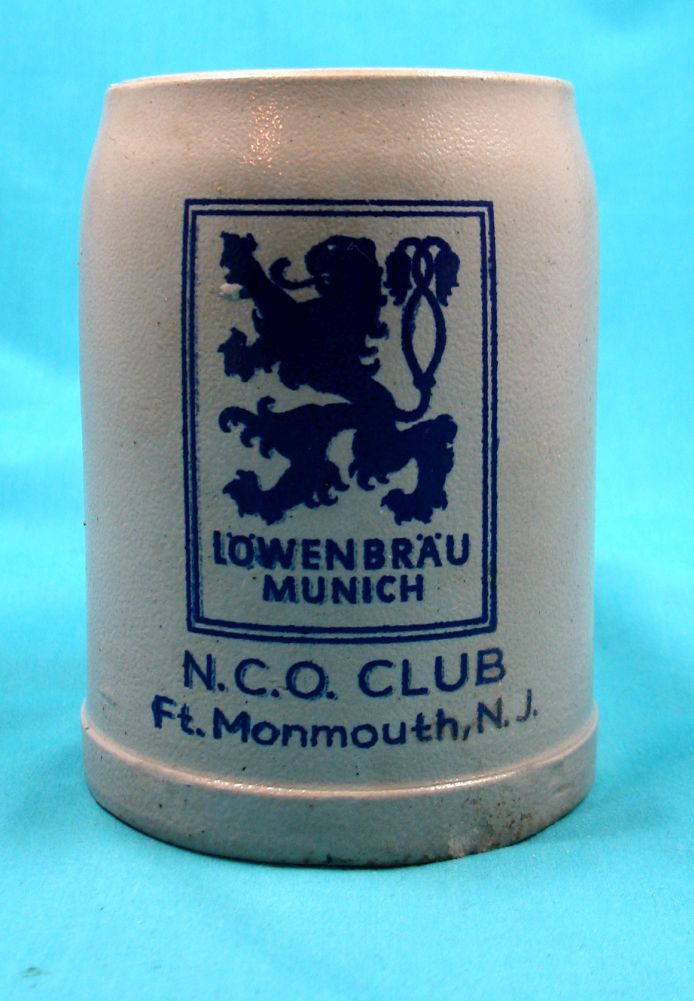 LÖWENBRÄU
MUNICH
N.C.O. CLUB
Ft. Monmouth, N.J.